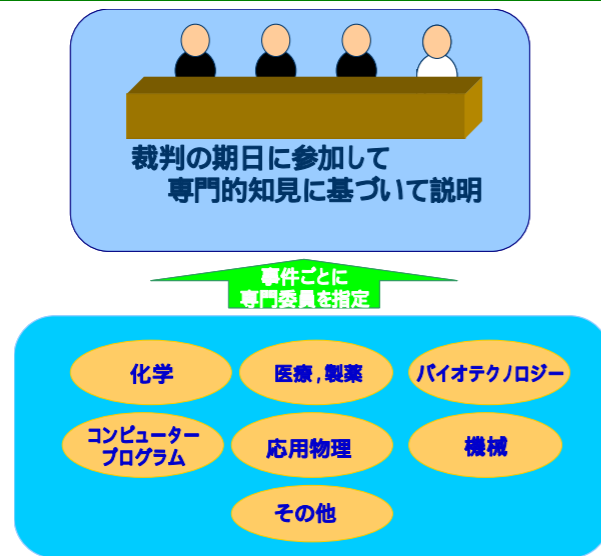 裁判の期日に参加して
専門的知見に基づいて説明
事件ごとに
専門委員を指定
化学
医療，製薬
バイオテクノロジー
コンピューター
プログラム
応用物理
機械
その他